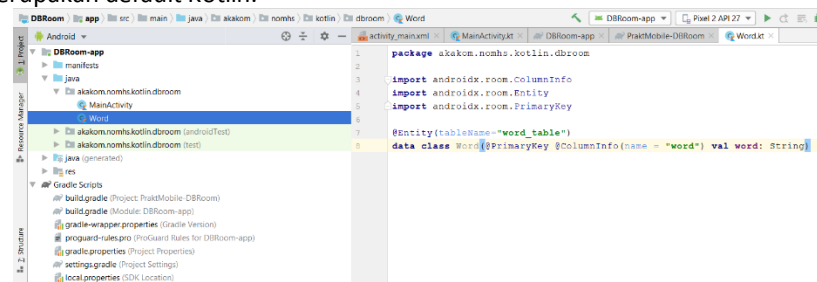 erapakan default Kotlin.
DBRoom app src main java akakom nomhs kotlin dbroom Word DBRoom-app Pixel 2 API 27
Android activity_main.xml MainActivity.kt DBRoom-app PraktMobile-DBRoom Word.kt
1: Project
Resource Manager
Z: Structure
DBRoom-app
manifests
java
akakom.nomhs.kotlin.dbroom
MainActivity
Word
akakom.nomhs.kotlin.dbroom (androidTest)
akakom.nomhs.kotlin.dbroom (test)
java (generated)
res
Gradle Scripts
build.gradle (Project: PraktMobile-DBRoom)
build.gradle (Module: DBRoom-app)
gradle-wrapper.properties (Gradle Version)
proguard-rules.pro (ProGuard Rules for DBRoom-app)
gradle.properties (Project Properties)
settings.gradle (Project Settings)
local.properties (SDK Location)
1 package akakom.nomhs.kotlin.dbroom
2
3 import androidx.room.ColumnInfo
4 import androidx.room.Entity
5 import androidx.room.PrimaryKey
6
7 @Entity(tableName="word_table")
8 data class Word(@PrimaryKey @ColumnInfo(name = "word") val word: String)